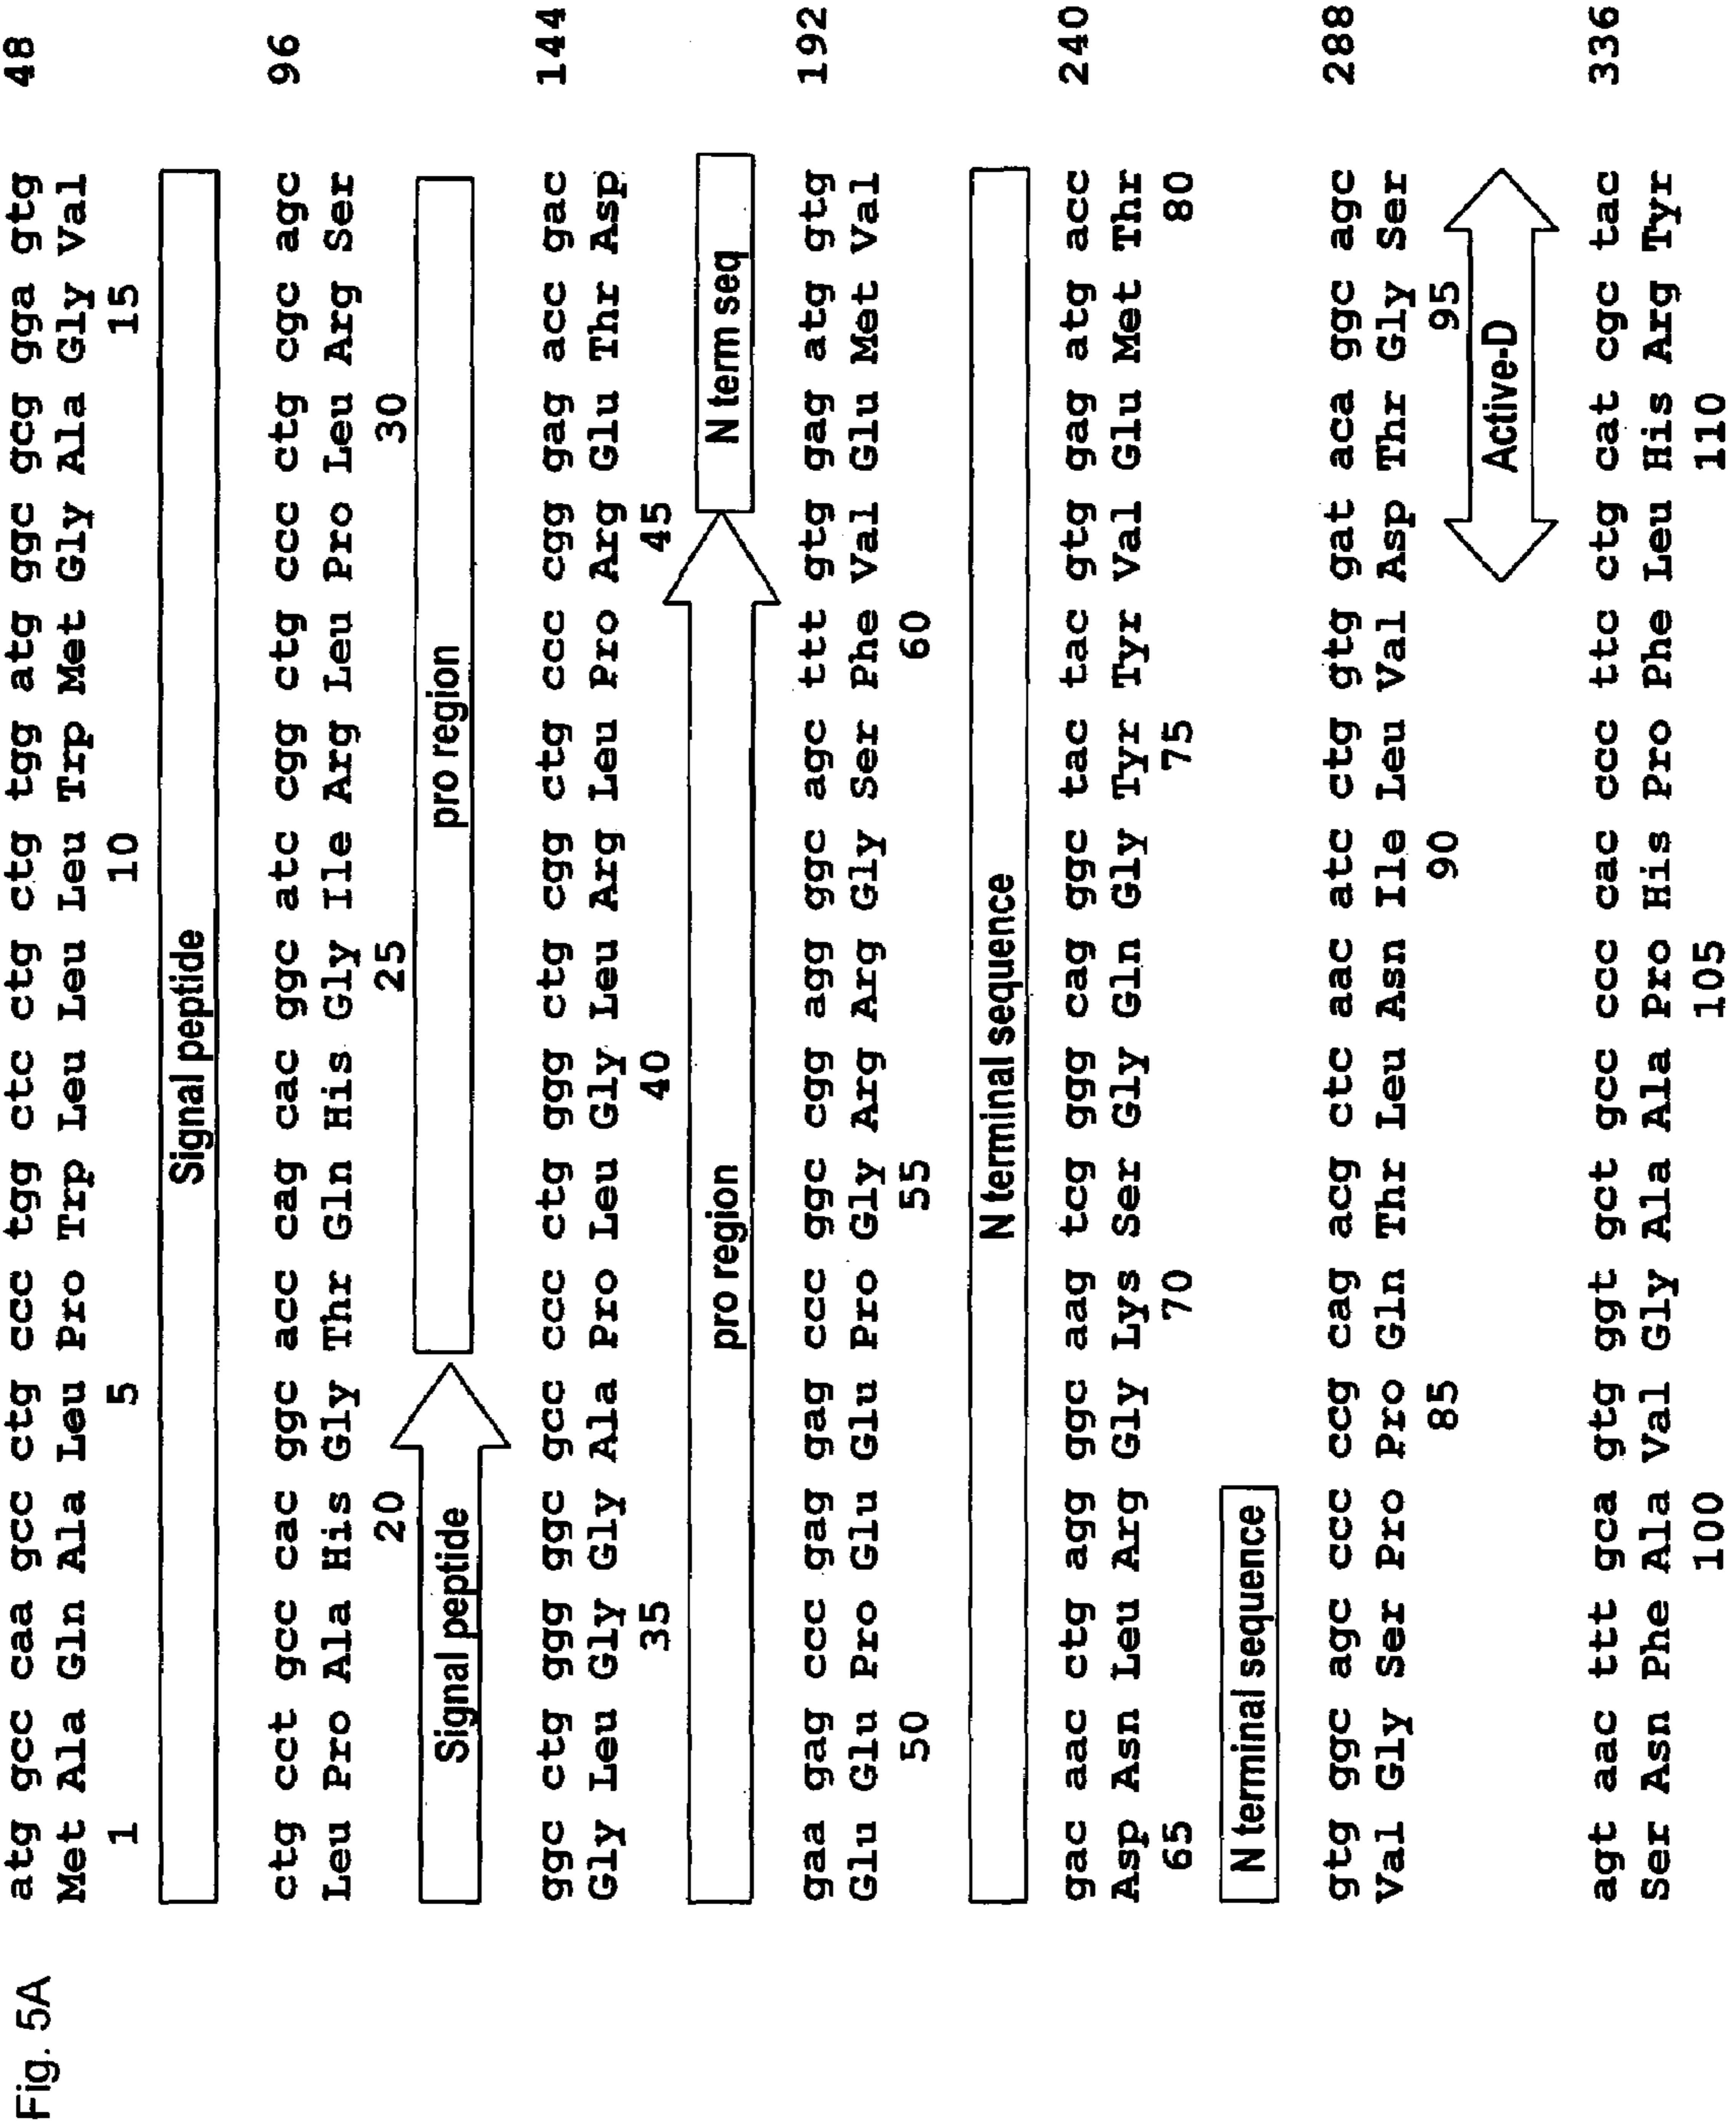 Fig. 5A
atg gcc caa gcc ctg ccc tgg ctc ctg ctg tgg atg ggc gcg gga gtg 48
Met Ala Gln Ala Leu Pro Trp Leu Leu Leu Trp Met Gly Ala Gly Val
1 5 10 15
Signal peptide
ctg cct gcc cac ggc acc cag cac ggc atc cgg ctg ccc ctg cgc agc 96
Leu Pro Ala His Gly Thr Gln His Gly Ile Arg Leu Pro Leu Arg Ser
20 25 30
Signal peptide pro region
ggc ctg ggg ggc gcc ccc ctg ggg ctg cgg ctg ccc cgg gag acc gac 144
Gly Leu Gly Gly Ala Pro Leu Gly Leu Arg Leu Pro Arg Glu Thr Asp
35 40 45
pro region N term seq
gaa gag ccc gag gag ccc ggc cgg agg ggc agc ttt gtg gag atg gtg 192
Glu Glu Pro Glu Glu Pro Gly Arg Arg Gly Ser Phe Val Glu Met Val
50 55 60
N terminal sequence
gac aac ctg agg ggc aag tcg ggg cag ggc tac tac gtg gag atg acc 240
Asp Asn Leu Arg Gly Lys Ser Gly Gln Gly Tyr Tyr Val Glu Met Thr
65 70 75 80
N terminal sequence
gtg ggc agc ccc ccg cag acg ctc aac atc ctg gtg gat aca ggc agc 288
Val Gly Ser Pro Pro Gln Thr Leu Asn Ile Leu Val Asp Thr Gly Ser
85 90 95
Active-D
agt aac ttt gca gtg ggt gct gcc ccc cac ccc ttc ctg cat cgc tac 336
Ser Asn Phe Ala Val Gly Ala Ala Pro His Pro Phe Leu His Arg Tyr
100 105 110